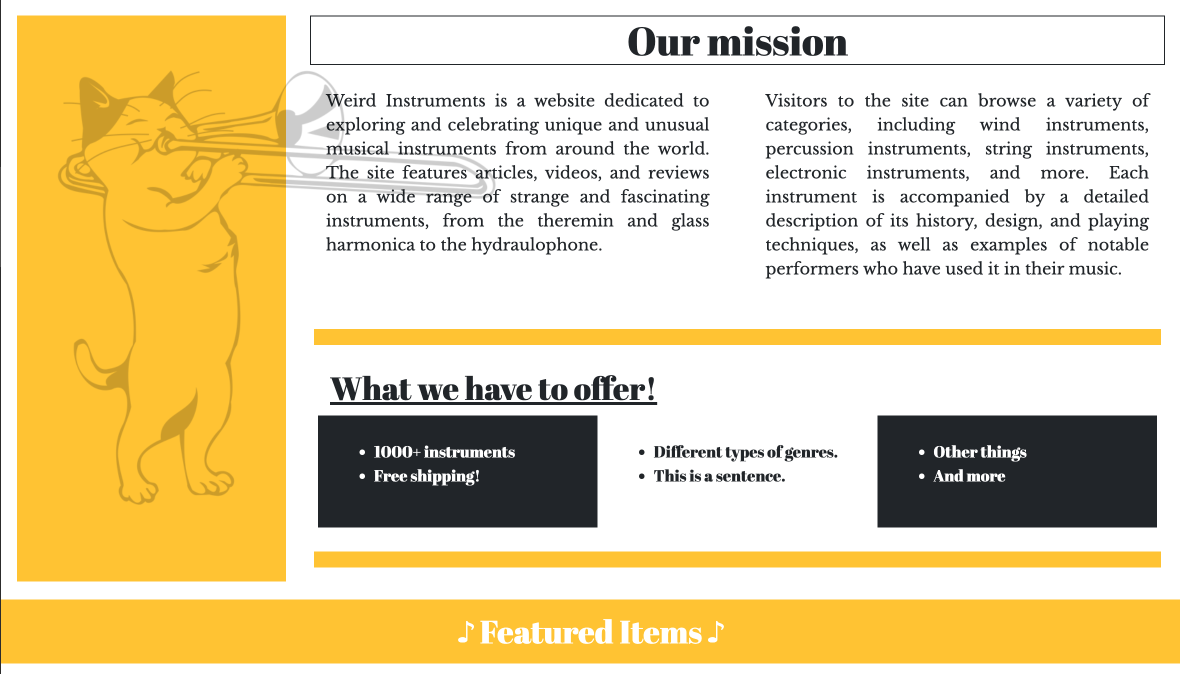 Our mission
Weird Instruments is a website dedicated to
exploring and celebrating unique and unusual
musical instruments from around the world.
The site features articles, videos, and reviews
on a wide range of strange and fascinating
instruments, from the theremin and glass
harmonica to the hydraulophone.
Visitors to the site can browse a variety of
categories, including wind instruments,
percussion instruments, string instruments,
electronic instruments, and more. Each
instrument is accompanied by a detailed
description of its history, design, and playing
techniques, as well as examples of notable
performers who have used it in their music.
What we have to offer!
• 1000+ instruments
• Free shipping!
• Different types of genres.
• This is a sentence.
• Other things
• And more
♪ Featured Items ♪